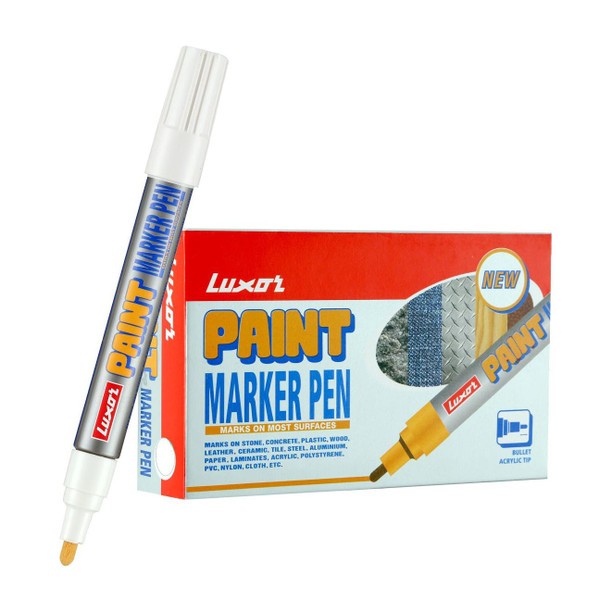 Luxor
PAINT
MARKER PEN
Luxor
PAINT
MARKER PEN
MARKS ON MOST SURFACES
MARKS ON STONE, CONCRETE, PLASTIC, WOOD,
LEATHER, CERAMIC, TILE, STEEL, ALUMINIUM,
PAPER, LAMINATES, ACRYLIC, POLYSTYRENE,
PVC, NYLON, CLOTH, ETC.
NEW
Luxor
PAINT
BULLET
ACRYLIC TIP
Luxor
MARKER PEN